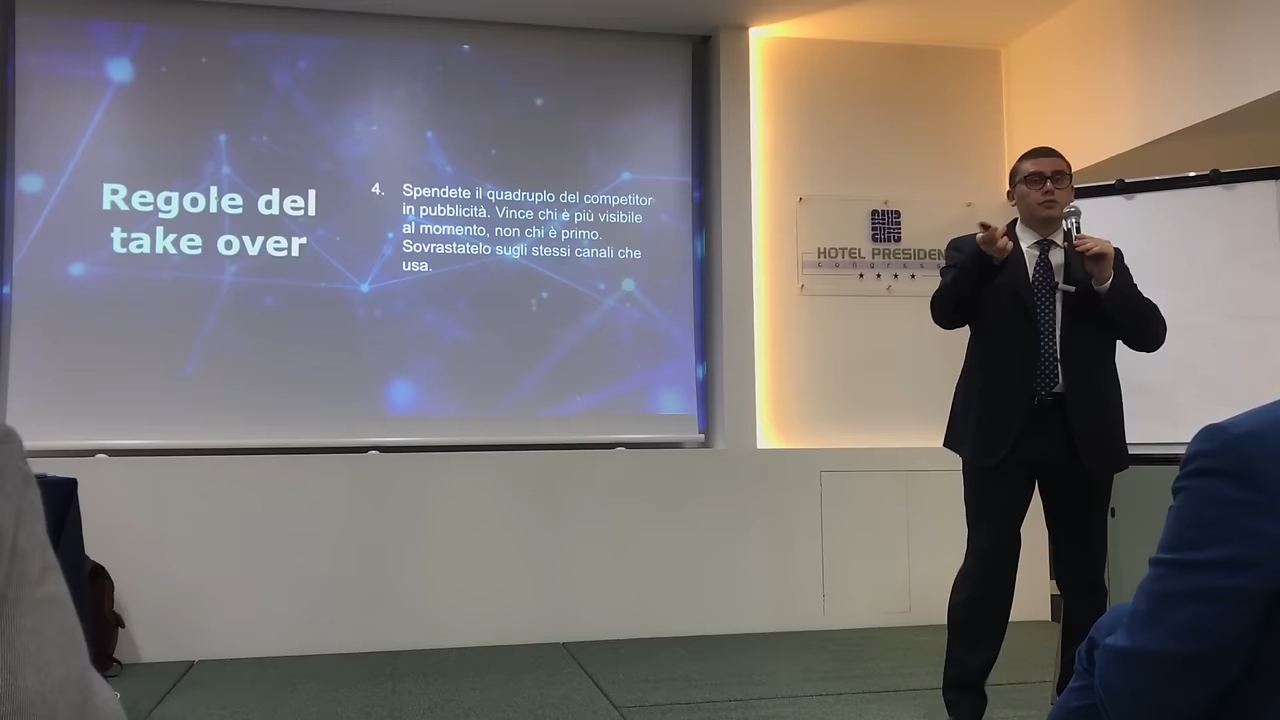 Regole del
take over
4. Spendete il quadruplo del competitor
in pubblicità. Vince chi è più visibile
al momento, non chi è primo.
Sovrastatelo sugli stessi canali che
usa.
HOTEL PRESIDEN
congress